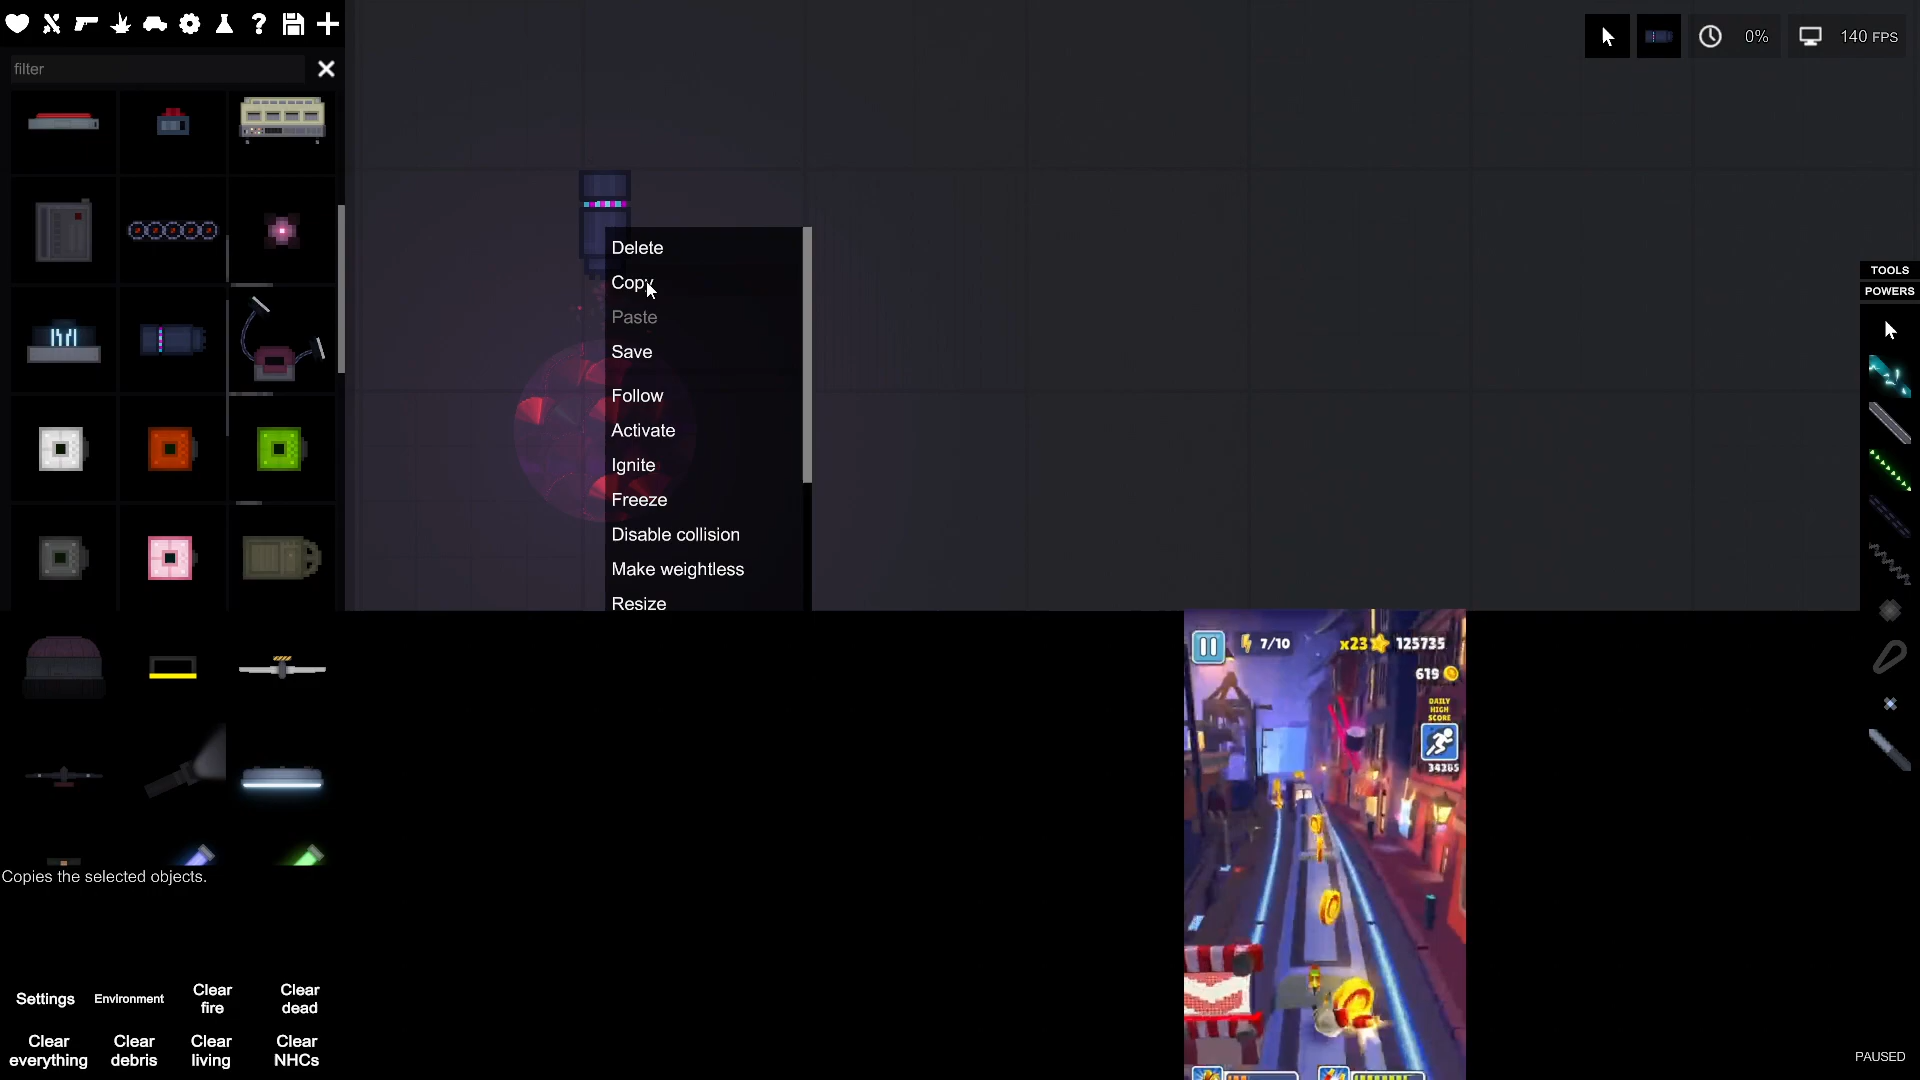 filter
0%
140 FPS
Delete
Copy
Paste
Save
Follow
Activate
Ignite
Freeze
Disable collision
Make weightless
Resize
TOOLS
POWERS
7/10
x23
125735
619
DAILY
HIGH
SCORE
34265
Copies the selected objects.
Settings
Environment
Clear
fire
Clear
dead
Clear
everything
Clear
debris
Clear
living
Clear
NHCs
PAUSED